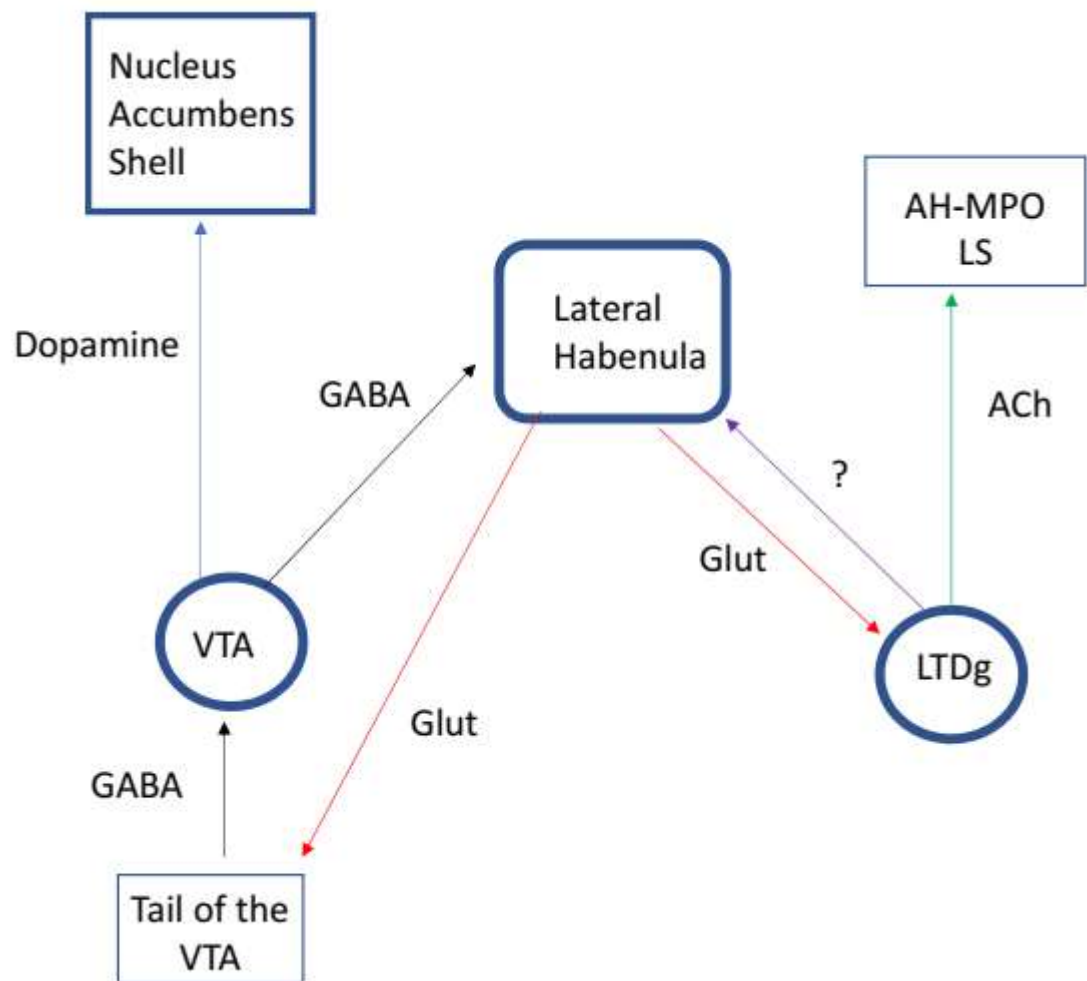 Nucleus
Accumbens
Shell
AH-MPO
LS
Lateral
Habenula
Dopamine
GABA
ACh
?
Glut
VTA
LTDg
Glut
GABA
Tail of the
VTA